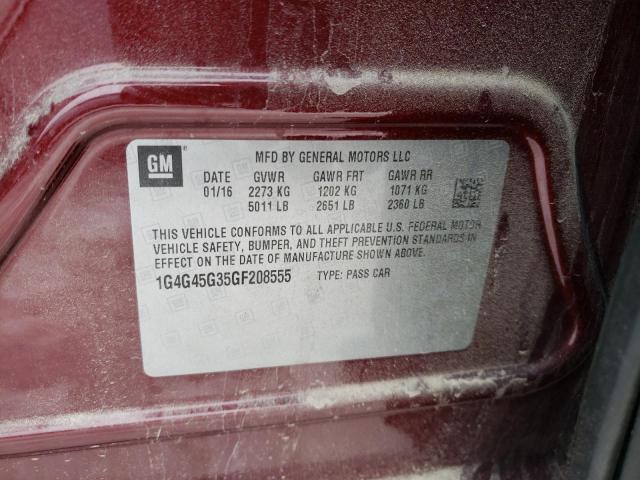 GM ® MFD BY GENERAL MOTORS LLC
DATE GVWR GAWR FRT GAWR RR
01/16 2273 KG 1202 KG 1071 KG
5011 LB 2651 LB 2360 LB
THIS VEHICLE CONFORMS TO ALL APPLICABLE U.S. FEDERAL MOTOR
VEHICLE SAFETY, BUMPER, AND THEFT PREVENTION STANDARDS IN
EFFECT ON THE DATE OF MANUFACTURE SHOWN ABOVE.
1G4G45G35GF208555 TYPE: PASS CAR